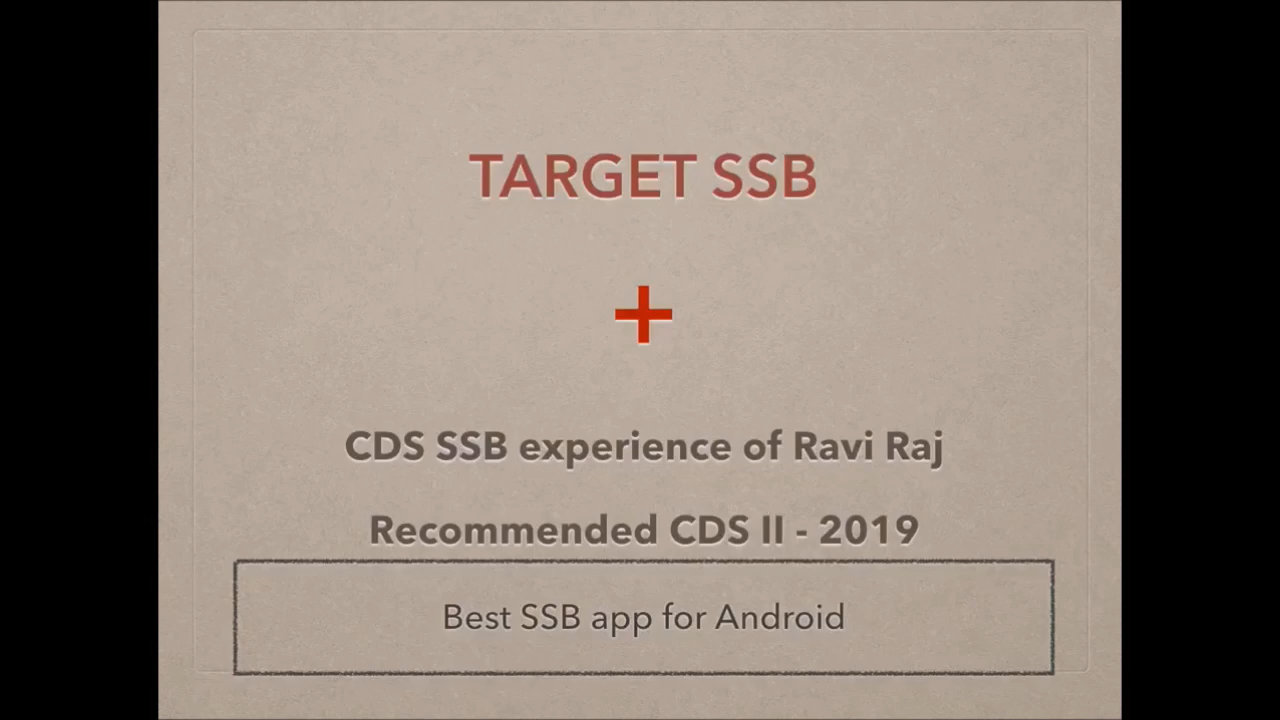 TARGET SSB
+
CDS SSB experience of Ravi Raj
Recommended CDS II - 2019
Best SSB app for Android